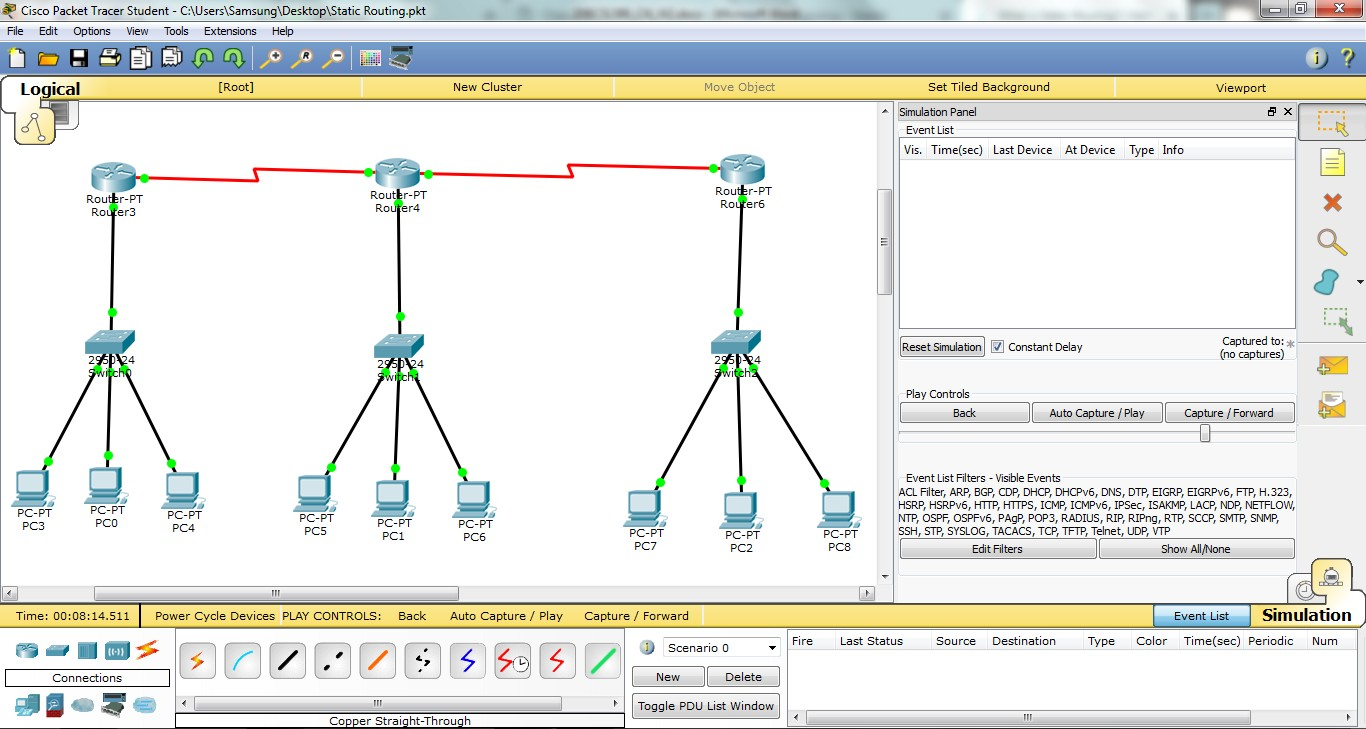 Cisco Packet Tracer Student - C:\Users\Samsung\Desktop\Static Routing.pkt
File Edit Options View Tools Extensions Help
Logical [Root] New Cluster Move Object Set Tiled Background Viewport
Router-PT
Router3
Router-PT
Router4
Router-PT
Router6
2950-24
Switch0
2950-24
Switch1
2950-24
Switch2
PC-PT
PC3
PC-PT
PC0
PC-PT
PC4
PC-PT
PC5
PC-PT
PC1
PC-PT
PC6
PC-PT
PC7
PC-PT
PC2
PC-PT
PC8
Simulation Panel
Event List
Vis. Time(sec) Last Device At Device Type Info
Reset Simulation Constant Delay Captured to: *
(no captures)
Play Controls
Back Auto Capture / Play Capture / Forward
Event List Filters - Visible Events
ACL Filter, ARP, BGP, CDP, DHCP, DHCPv6, DNS, DTP, EIGRP, EIGRPv6, FTP, H.323,
HSRP, HSRPv6, HTTP, HTTPS, ICMP, ICMPv6, IPSec, ISAKMP, LACP, NDP, NETFLOW,
NTP, OSPF, OSPFv6, PAgP, POP3, RADIUS, RIP, RIPng, RTP, SCCP, SMTP, SNMP,
SSH, STP, SYSLOG, TACACS, TCP, TFTP, Telnet, UDP, VTP
Edit Filters Show All/None
Time: 00:08:14.511 Power Cycle Devices PLAY CONTROLS: Back Auto Capture / Play Capture / Forward Event List Simulation
Connections
Copper Straight-Through
Scenario 0
New Delete
Toggle PDU List Window
Fire Last Status Source Destination Type Color Time(sec) Periodic Num